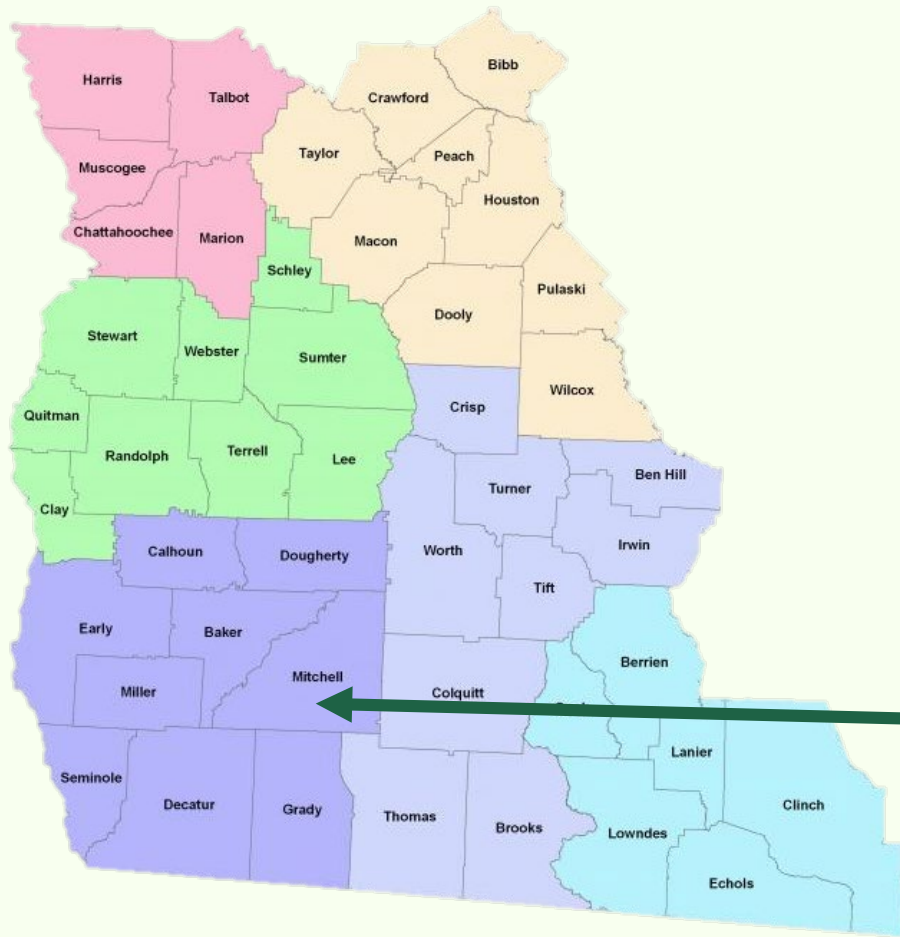 Bibb
Harris
Talbot
Crawford
Taylor
Peach
Muscogee
Houston
Chattahoochee
Marion
Macon
Schley
Pulaski
Dooly
Stewart
Webster
Sumter
Wilcox
Crisp
Quitman
Randolph
Terrell
Lee
Ben Hill
Turner
Clay
Irwin
Calhoun
Dougherty
Worth
Tift
Early
Baker
Berrien
Mitchell
Miller
Colquitt
Lanier
Seminole
Decatur
Grady
Thomas
Brooks
Clinch
Lowndes
Echols